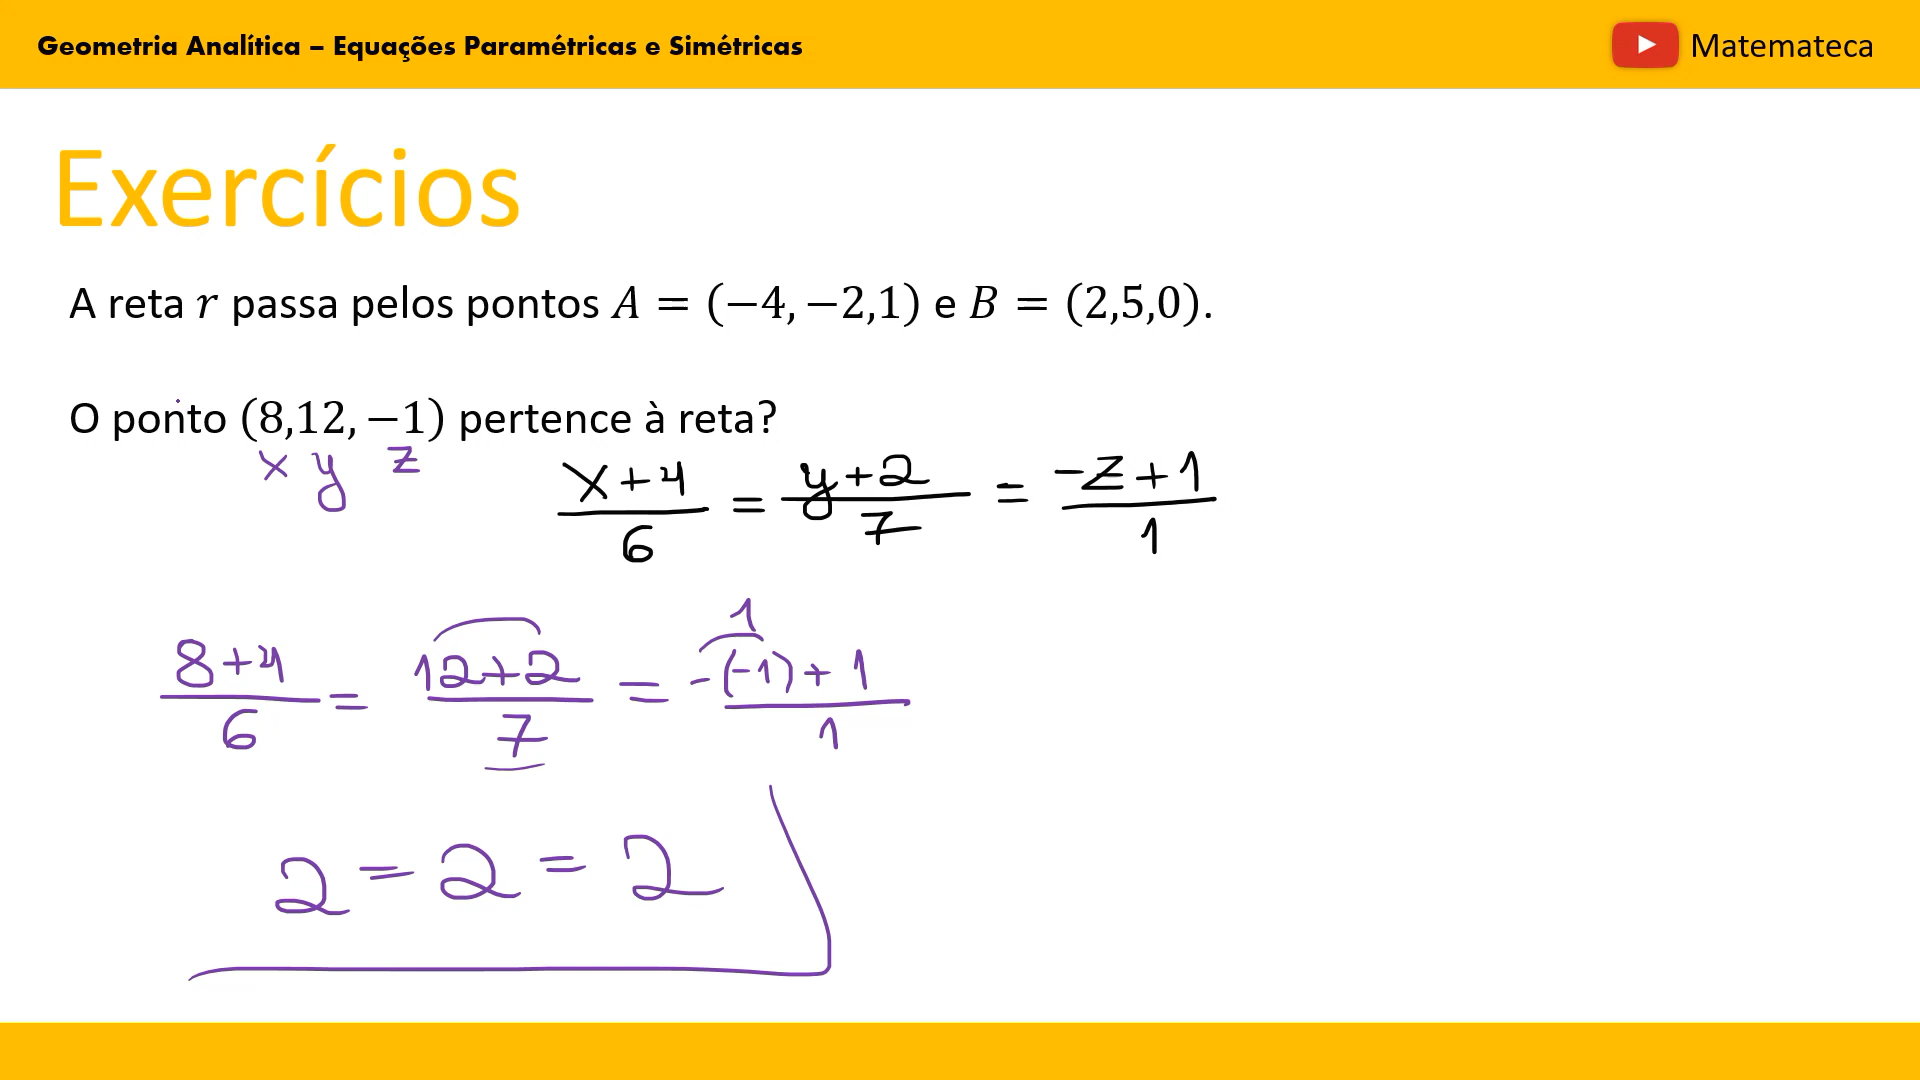 Geometria Analítica – Equações Paramétricas e Simétricas
Matemateca
Exercícios
A reta r passa pelos pontos A = (−4, −2,1) e B = (2,5,0).
O ponto (8,12, −1) pertence à reta?
x y z
x+4 = y+2 = -z+1
6 7 1
1
8+4 = 12+2 = -(-1)+1
6 7 1
2 = 2 = 2